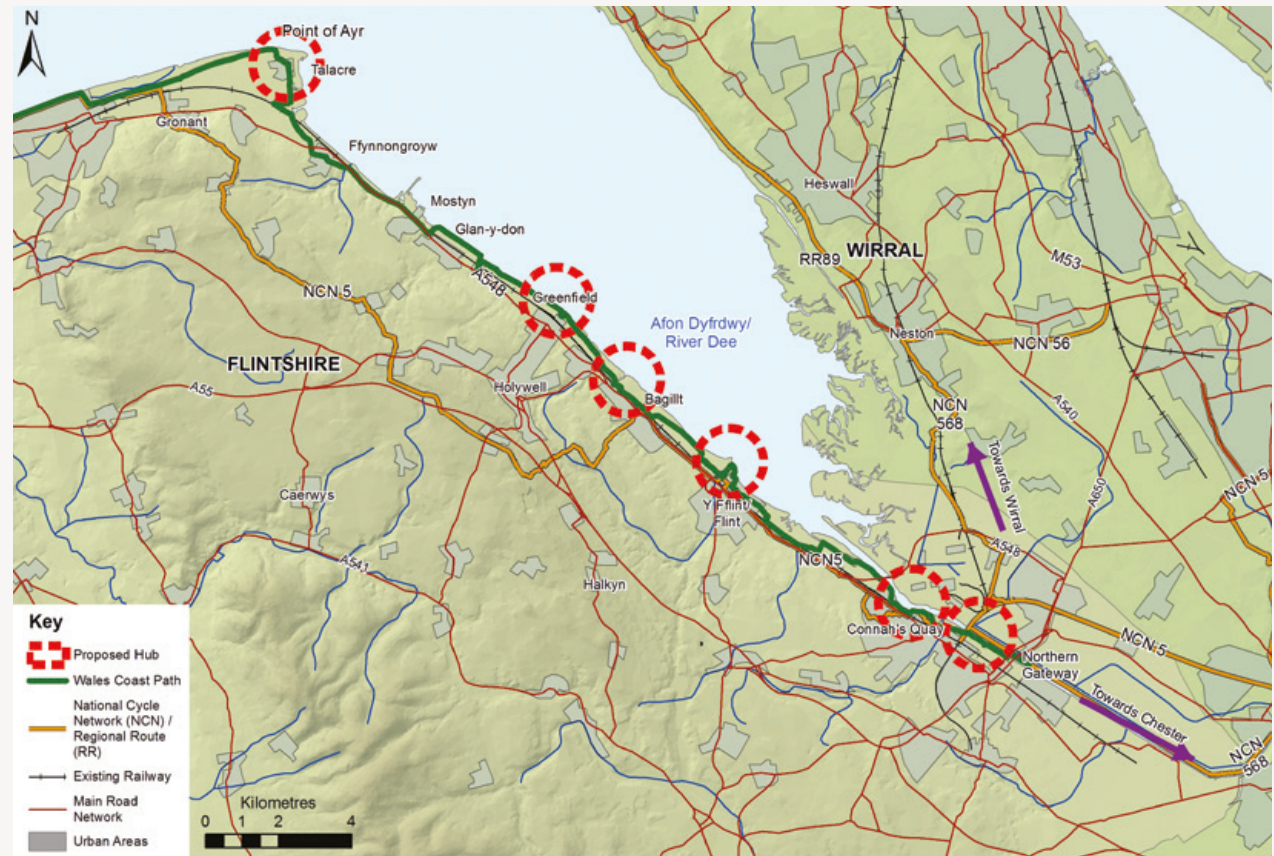 N
Point of Ayr
Talacre
Gronant
Ffynnongroyw
Mostyn
Glan-y-don
A548
Greenfield
NCN 5
FLINTSHIRE
A55
Holywell
Bagillt
Afon Dyfrdwy/
River Dee
Heswall
WIRRAL
RR89
M53
Neston
NCN 56
A540
NCN
568
Towards Wirral
A650
NCN 5
Caerwys
A541
Halkyn
Y Fflint/
Flint
NCN5
A548
Connah's Quay
NCN 5
Northern
Gateway
Towards Chester
NCN
568
Key
Proposed Hub
Wales Coast Path
National Cycle
Network (NCN) /
Regional Route
(RR)
Existing Railway
Main Road
Network
Urban Areas
Kilometres
0 1 2 4